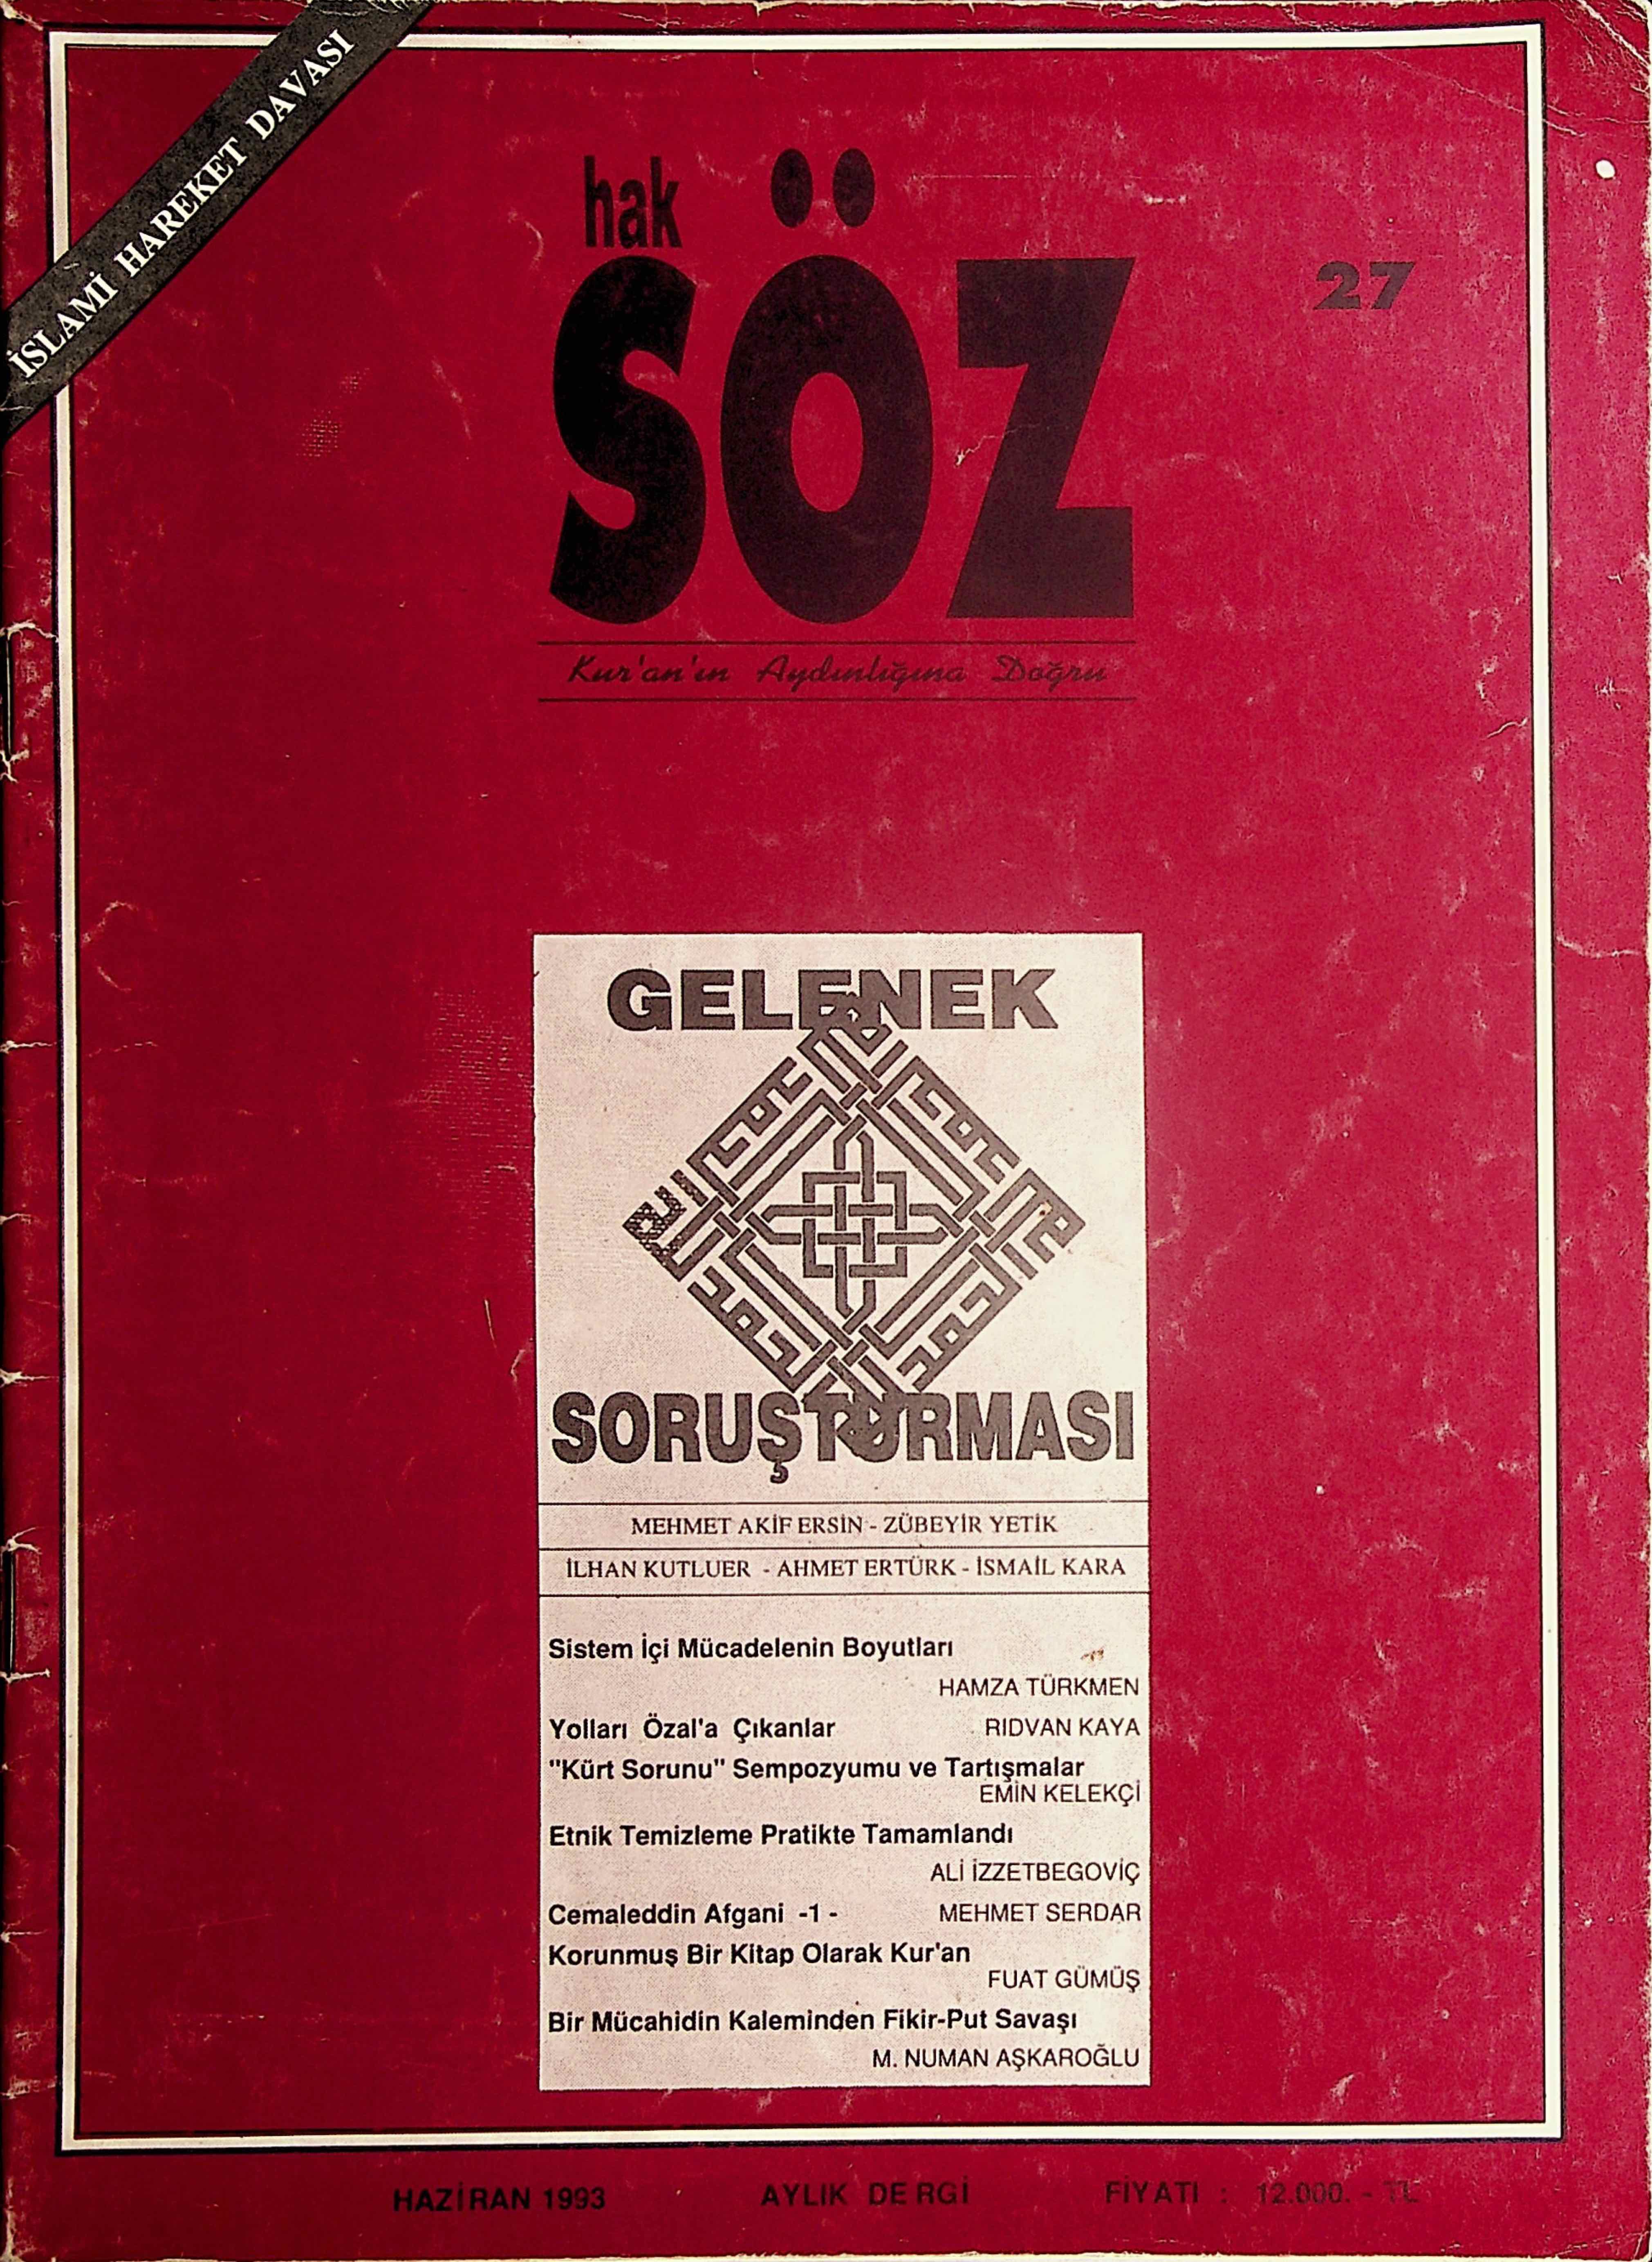 İSLAMİ HAREKET DAVASI
hak
SÖZ
27
Kur'an'ın Aydınlığına Doğru
GELENEK
SORUŞTURMASI
MEHMET AKİF ERSİN - ZÜBEYİR YETİK
İLHAN KUTLUER - AHMET ERTÜRK - İSMAİL KARA
Sistem İçi Mücadelenin Boyutları
HAMZA TÜRKMEN
Yolları Özal'a Çıkanlar RIDVAN KAYA
"Kürt Sorunu" Sempozyumu ve Tartışmalar
EMİN KELEKÇİ
Etnik Temizleme Pratikte Tamamlandı
ALİ İZZETBEGOVİÇ
Cemaleddin Afgani -1- MEHMET SERDAR
Korunmuş Bir Kitap Olarak Kur'an
FUAT GÜMÜŞ
Bir Mücahidin Kaleminden Fikir-Put Savaşı
M. NUMAN AŞKAROĞLU
HAZİRAN 1993 AYLIK DERGİ FİYATI : 12.000.- TL